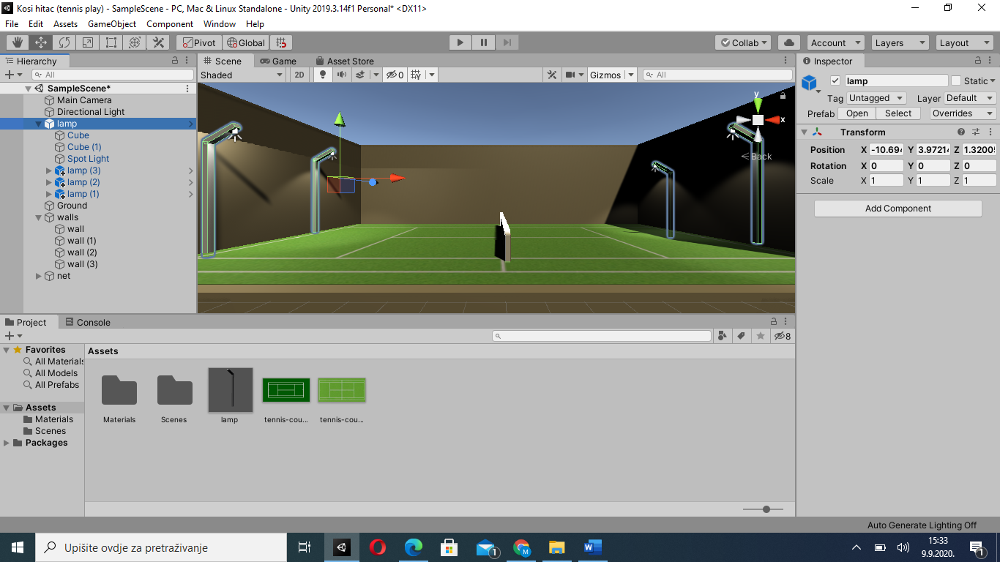 Kosi hitac (tennis play) - SampleScene - PC, Mac & Linux Standalone - Unity 2019.3.14f1 Personal* <DX11>
File Edit Assets GameObject Component Window Help
Pivot Global Collab Account Layers Layout
Hierarchy
All
SampleScene*
Main Camera
Directional Light
lamp
Cube
Cube (1)
Spot Light
lamp (3)
lamp (2)
lamp (1)
Ground
walls
wall
wall (1)
wall (2)
wall (3)
net
Scene Game Asset Store
Shaded 2D 0 Gizmos All
y
x
Back
Inspector
lamp Static
Tag Untagged Layer Default
Prefab Open Select Overrides
Transform
Position X -10.694 Y 3.97214 Z 1.3200
Rotation X 0 Y 0 Z 0
Scale X 1 Y 1 Z 1
Add Component
Project Console
8
Favorites
All Materials
All Models
All Prefabs
Assets
Materials
Scenes
Packages
Assets
Materials Scenes lamp tennis-cou... tennis-cou...
Auto Generate Lighting Off
Upišite ovdje za pretraživanje
1
M
W
15:33
9.9.2020.
1